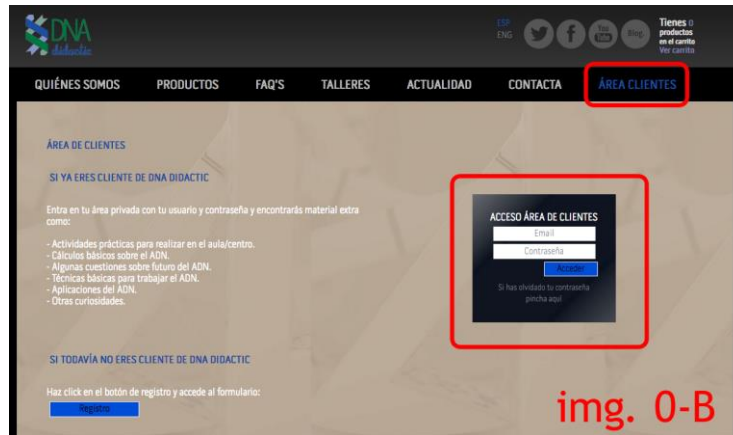 DNA
didactic
ESP
ENG
You
Tube
Blog
Tienes 0
productos
en el carrito
Ver carrito
QUIÉNES SOMOS
PRODUCTOS
FAQ'S
TALLERES
ACTUALIDAD
CONTACTA
ÁREA CLIENTES
ÁREA DE CLIENTES
SI YA ERES CLIENTE DE DNA DIDACTIC
Entra en tu área privada con tu usuario y contraseña y encontrarás material extra
como:
- Actividades prácticas para realizar en el aula/centro.
- Cálculos básicos sobre el ADN.
- Algunas cuestiones sobre futuro del ADN.
- Técnicas básicas para trabajar el ADN.
- Aplicaciones del ADN.
- Otras curiosidades.
ACCESO ÁREA DE CLIENTES
Email
Contraseña
Acceder
Si has olvidado tu contraseña
pincha aquí
SI TODAVÍA NO ERES CLIENTE DE DNA DIDACTIC
Haz click en el botón de registro y accede al formulario:
Registro
img. 0-B